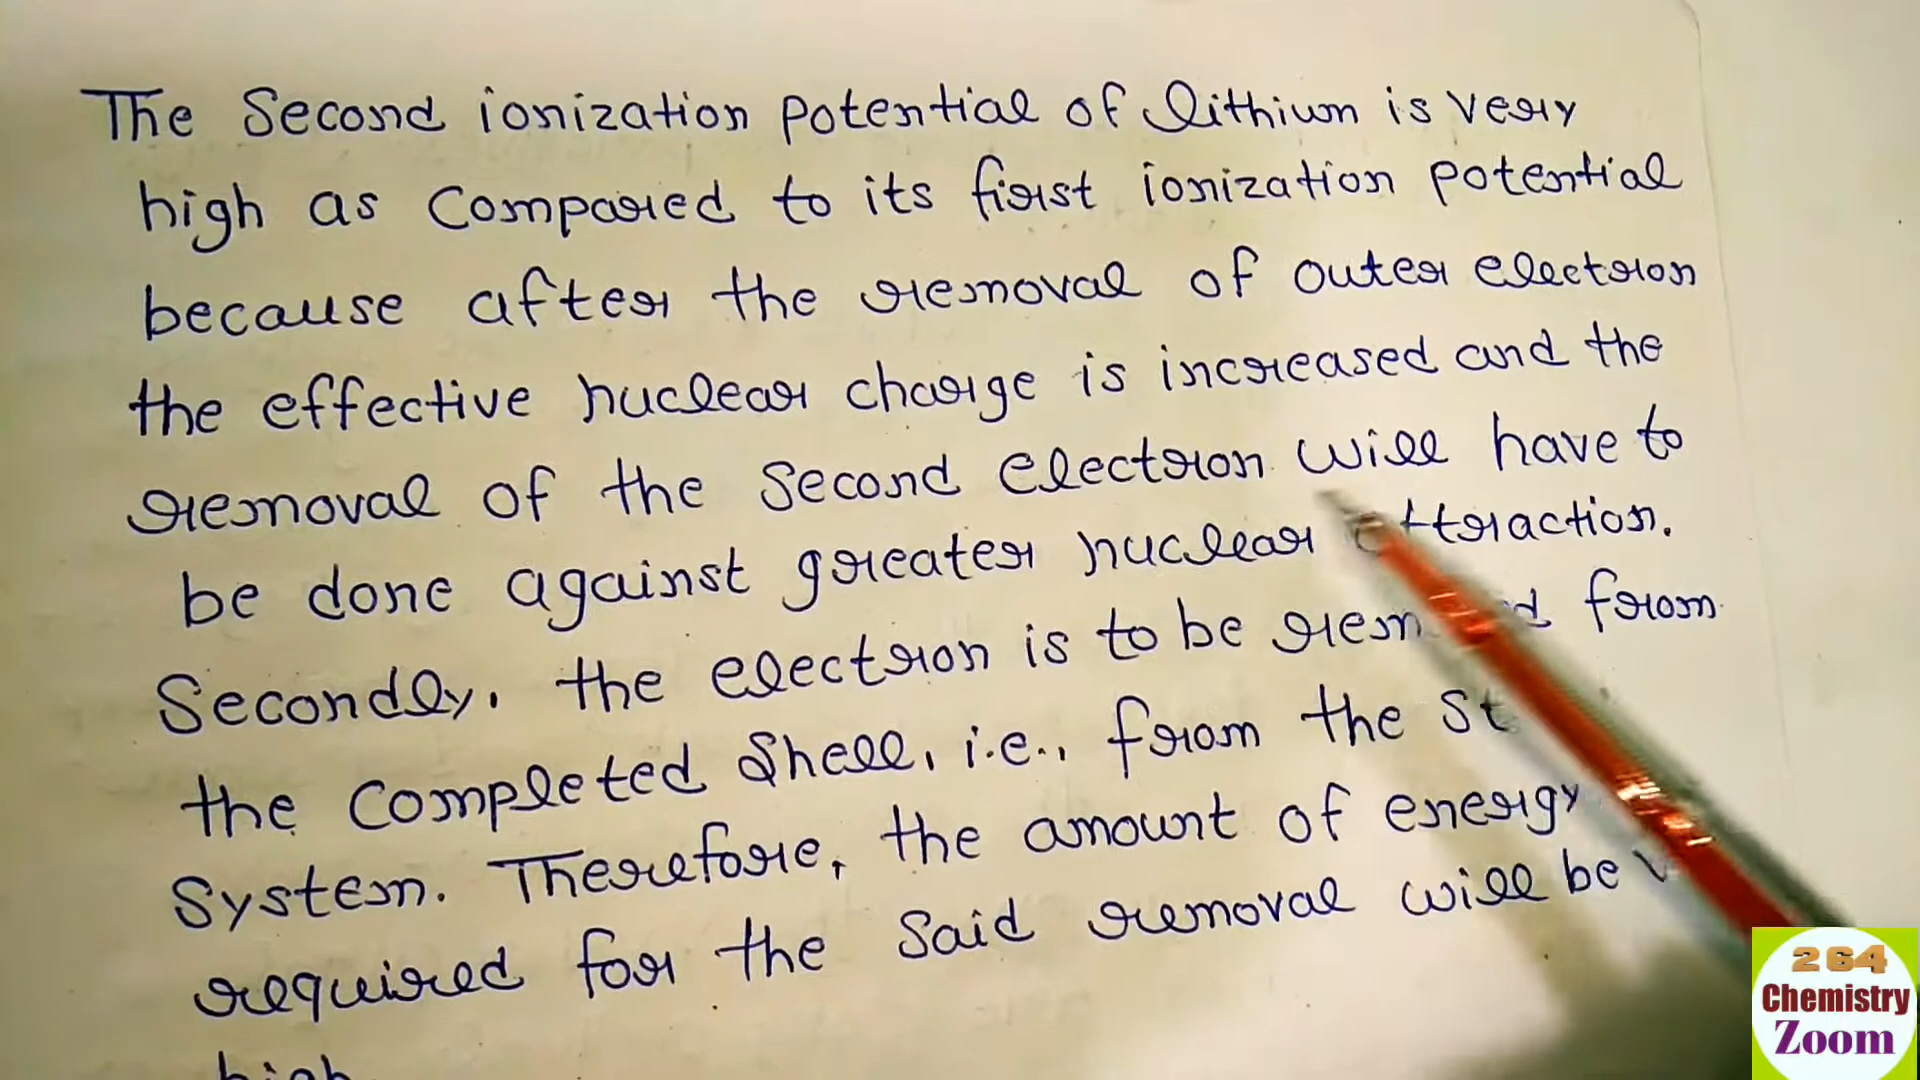 The Second ionization potential of lithium is very
high as compared to its first ionization potential
because after the removal of outer electron
the effective nuclear charge is increased and the
removal of the second electron will have to
be done against greater nuclear attraction.
Secondly, the electron is to be from
the completed shell, i.e., from the
System. Therefore, the amount of energy
required for the said removal will be
high
264
Chemistry
Zoom